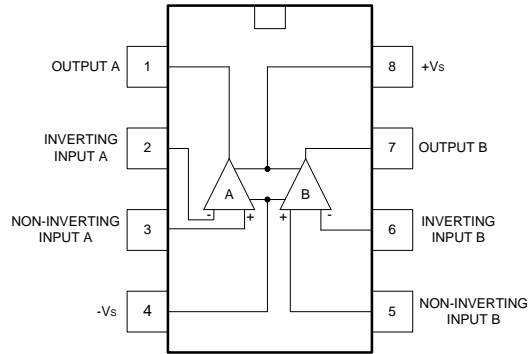 OUTPUT A
1
8
+Vs
INVERTING
INPUT A
2
7
OUTPUT B
A
B
- + + -
NON-INVERTING
INPUT A
3
6
INVERTING
INPUT B
-Vs
4
5
NON-INVERTING
INPUT B